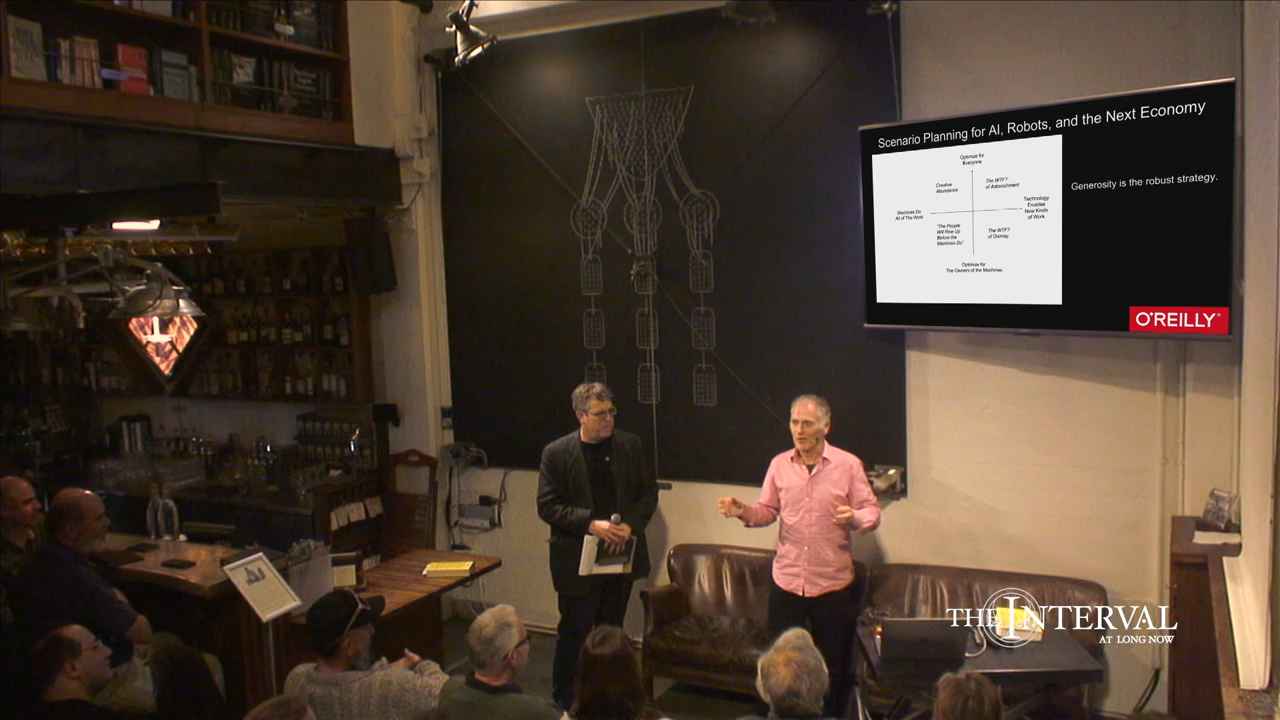 Scenario Planning for AI, Robots, and the Next Economy
Optimize for
Everyone
Creative
Abundance
The WTF?
of Astonishment
Machines Do
All of The Work
Technology
Enables
New Kinds
of Work
"The People
Will Rise Up
Before the
Machines Do"
The WTF?
of Dismay
Optimize for
The Owners of the Machines
Generosity is the robust strategy.
O'REILLY®
THE INTERVAL
AT LONG NOW